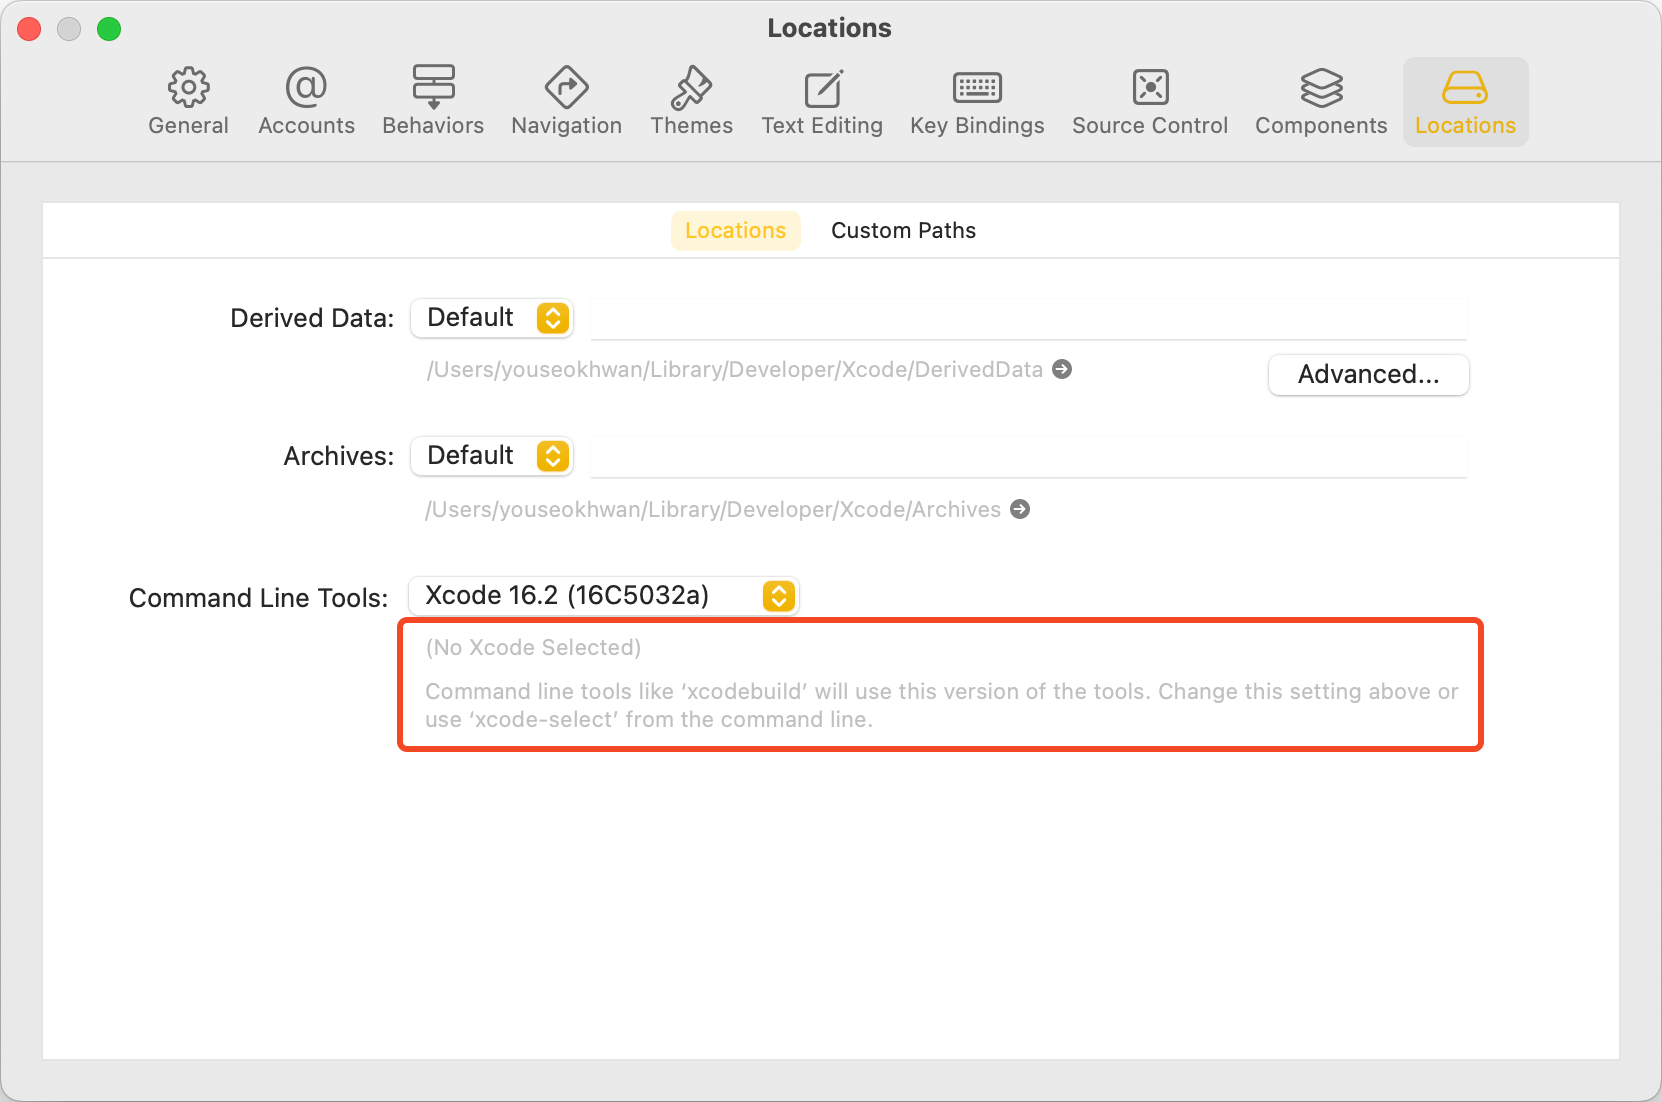 Locations
General Accounts Behaviors Navigation Themes Text Editing Key Bindings Source Control Components Locations
Locations Custom Paths
Derived Data: Default
/Users/youseokhwan/Library/Developer/Xcode/DerivedData
Advanced...
Archives: Default
/Users/youseokhwan/Library/Developer/Xcode/Archives
Command Line Tools: Xcode 16.2 (16C5032a)
(No Xcode Selected)
Command line tools like ‘xcodebuild’ will use this version of the tools. Change this setting above or
use ‘xcode-select’ from the command line.